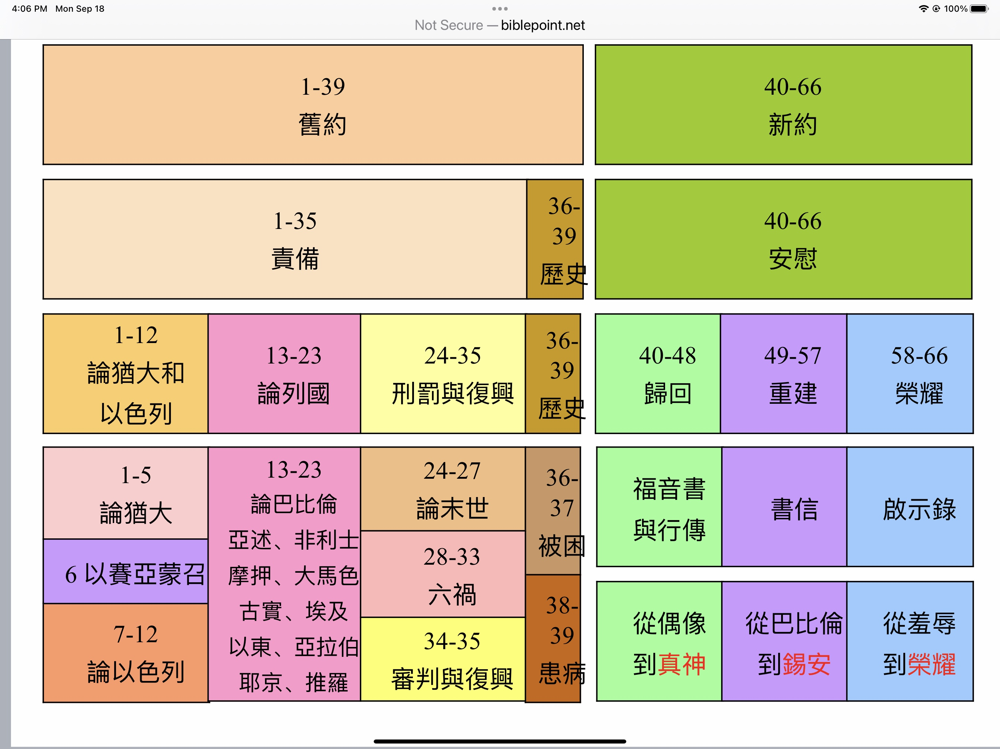 4:06 PM Mon Sep 18
100%
Not Secure — biblepoint.net
1-39
舊約
40-66
新約
1-35
責備
36-
39
歷史
40-66
安慰
1-12
論猶大和
以色列
13-23
論列國
24-35
刑罰與復興
36-
39
歷史
40-48
歸回
49-57
重建
58-66
榮耀
1-5
論猶大
6 以賽亞蒙召
7-12
論以色列
13-23
論巴比倫
亞述、非利士
摩押、大馬色
古實、埃及
以東、亞拉伯
耶京、推羅
24-27
論末世
28-33
六禍
34-35
審判與復興
36-
37
被困
38-
39
患病
福音書
與行傳
書信
啟示錄
從偶像
到真神
從巴比倫
到錫安
從羞辱
到榮耀